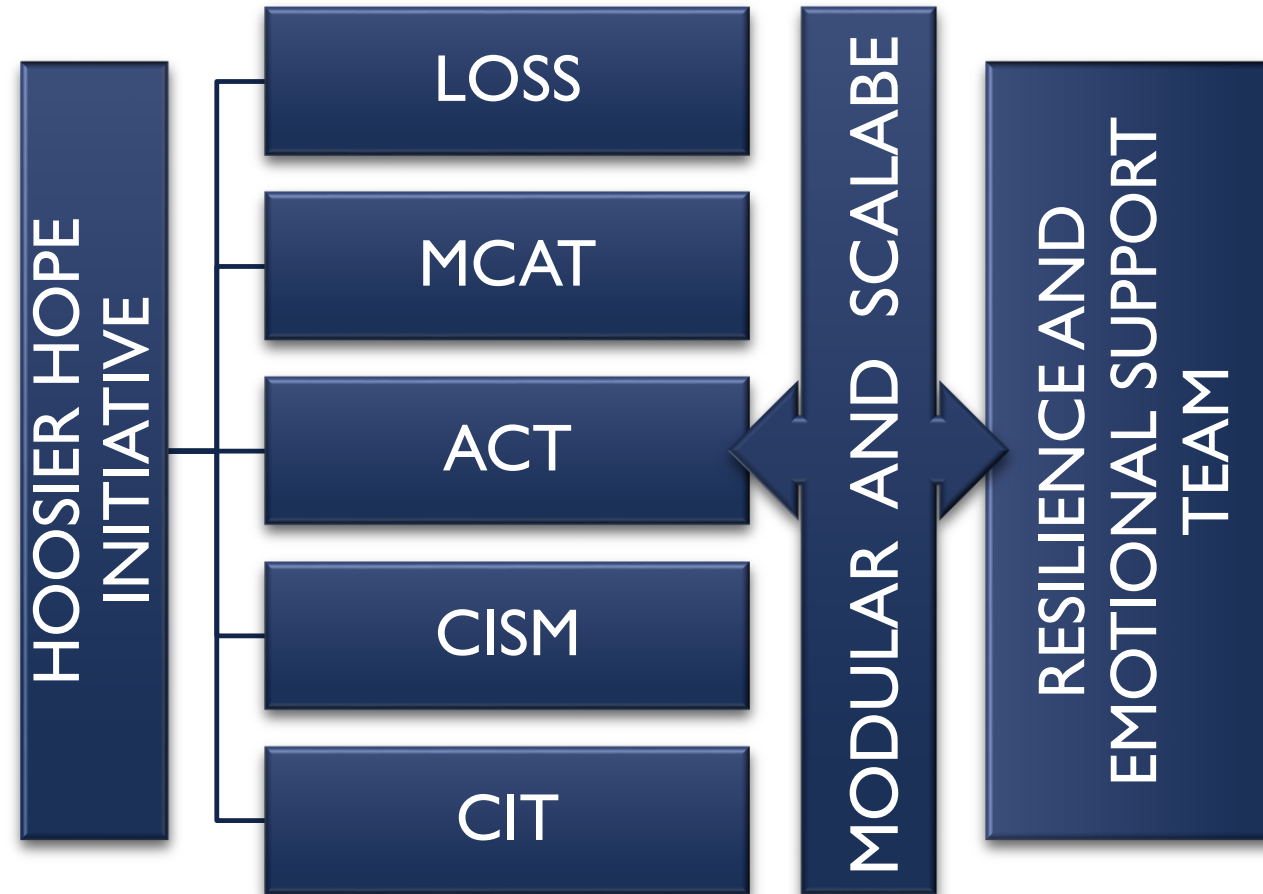 HOOSIER HOPE
INITIATIVE
LOSS
MCAT
ACT
CISM
CIT
MODULAR AND SCALABE
RESILIENCE AND
EMOTIONAL SUPPORT
TEAM